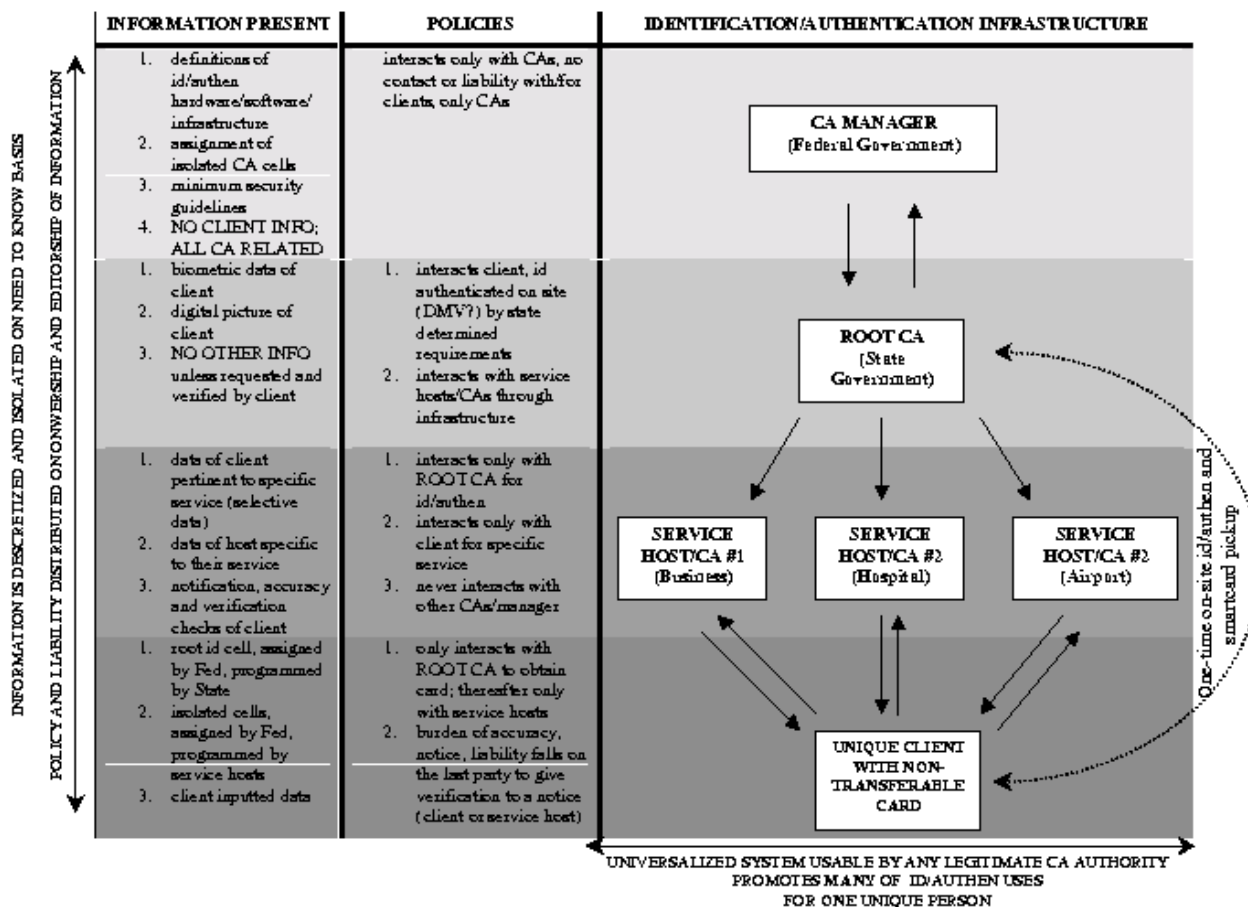 INFORMATION PRESENT
POLICIES
IDENTIFICATION/AUTHENTICATION INFRASTRUCTURE
INFORMATION IS DISCRETIZED AND ISOLATED ON NEED TO KNOW BASIS
POLICY AND LIABILITY DISTRIBUTED ON ONWERSHIP AND EDITORSHIP OF INFORMATION
1. definitions of
id/authen
hardware/software/
infrastructure
2. assignment of
isolated CA cells
3. minimum security
guidelines
4. NO CLIENT INFO;
ALL CA RELATED
interacts only with CAs, no
contact or liability with/for
clients, only CAs
CA MANAGER
(Federal Government)
1. biometric data of
client
2. digital picture of
client
3. NO OTHER INFO
unless requested and
verified by client
1. interacts client, id
authenticated on site
(DMV?) by state
determined
requirements
2. interacts with service
hosts/CAs through
infrastructure
ROOT CA
(State
Government)
1. data of client
pertinent to specific
service (selective
data)
2. data of host specific
to their service
3. notification, accuracy
and verification
checks of client
1. interacts only with
ROOT CA for
id/authen
2. interacts only with
client for specific
service
3. never interacts with
other CAs/manager
SERVICE
HOST/CA #1
(Business)
SERVICE
HOST/CA #2
(Hospital)
SERVICE
HOST/CA #2
(Airport)
One-time on-site id/authen and
smartcard pickup
1. root id cell, assigned
by Fed, programmed
by State
2. isolated cells,
assigned by Fed,
programmed by
service hosts
3. client inputted data
1. only interacts with
ROOT CA to obtain
card; thereafter only
with service hosts
2. burden of accuracy,
notice, liability falls on
the last party to give
verification to a notice
(client or service host)
UNIQUE CLIENT
WITH NON-
TRANSFERABLE
CARD
UNIVERSALIZED SYSTEM USABLE BY ANY LEGITIMATE CA AUTHORITY
PROMOTES MANY OF ID/AUTHEN USES
FOR ONE UNIQUE PERSON